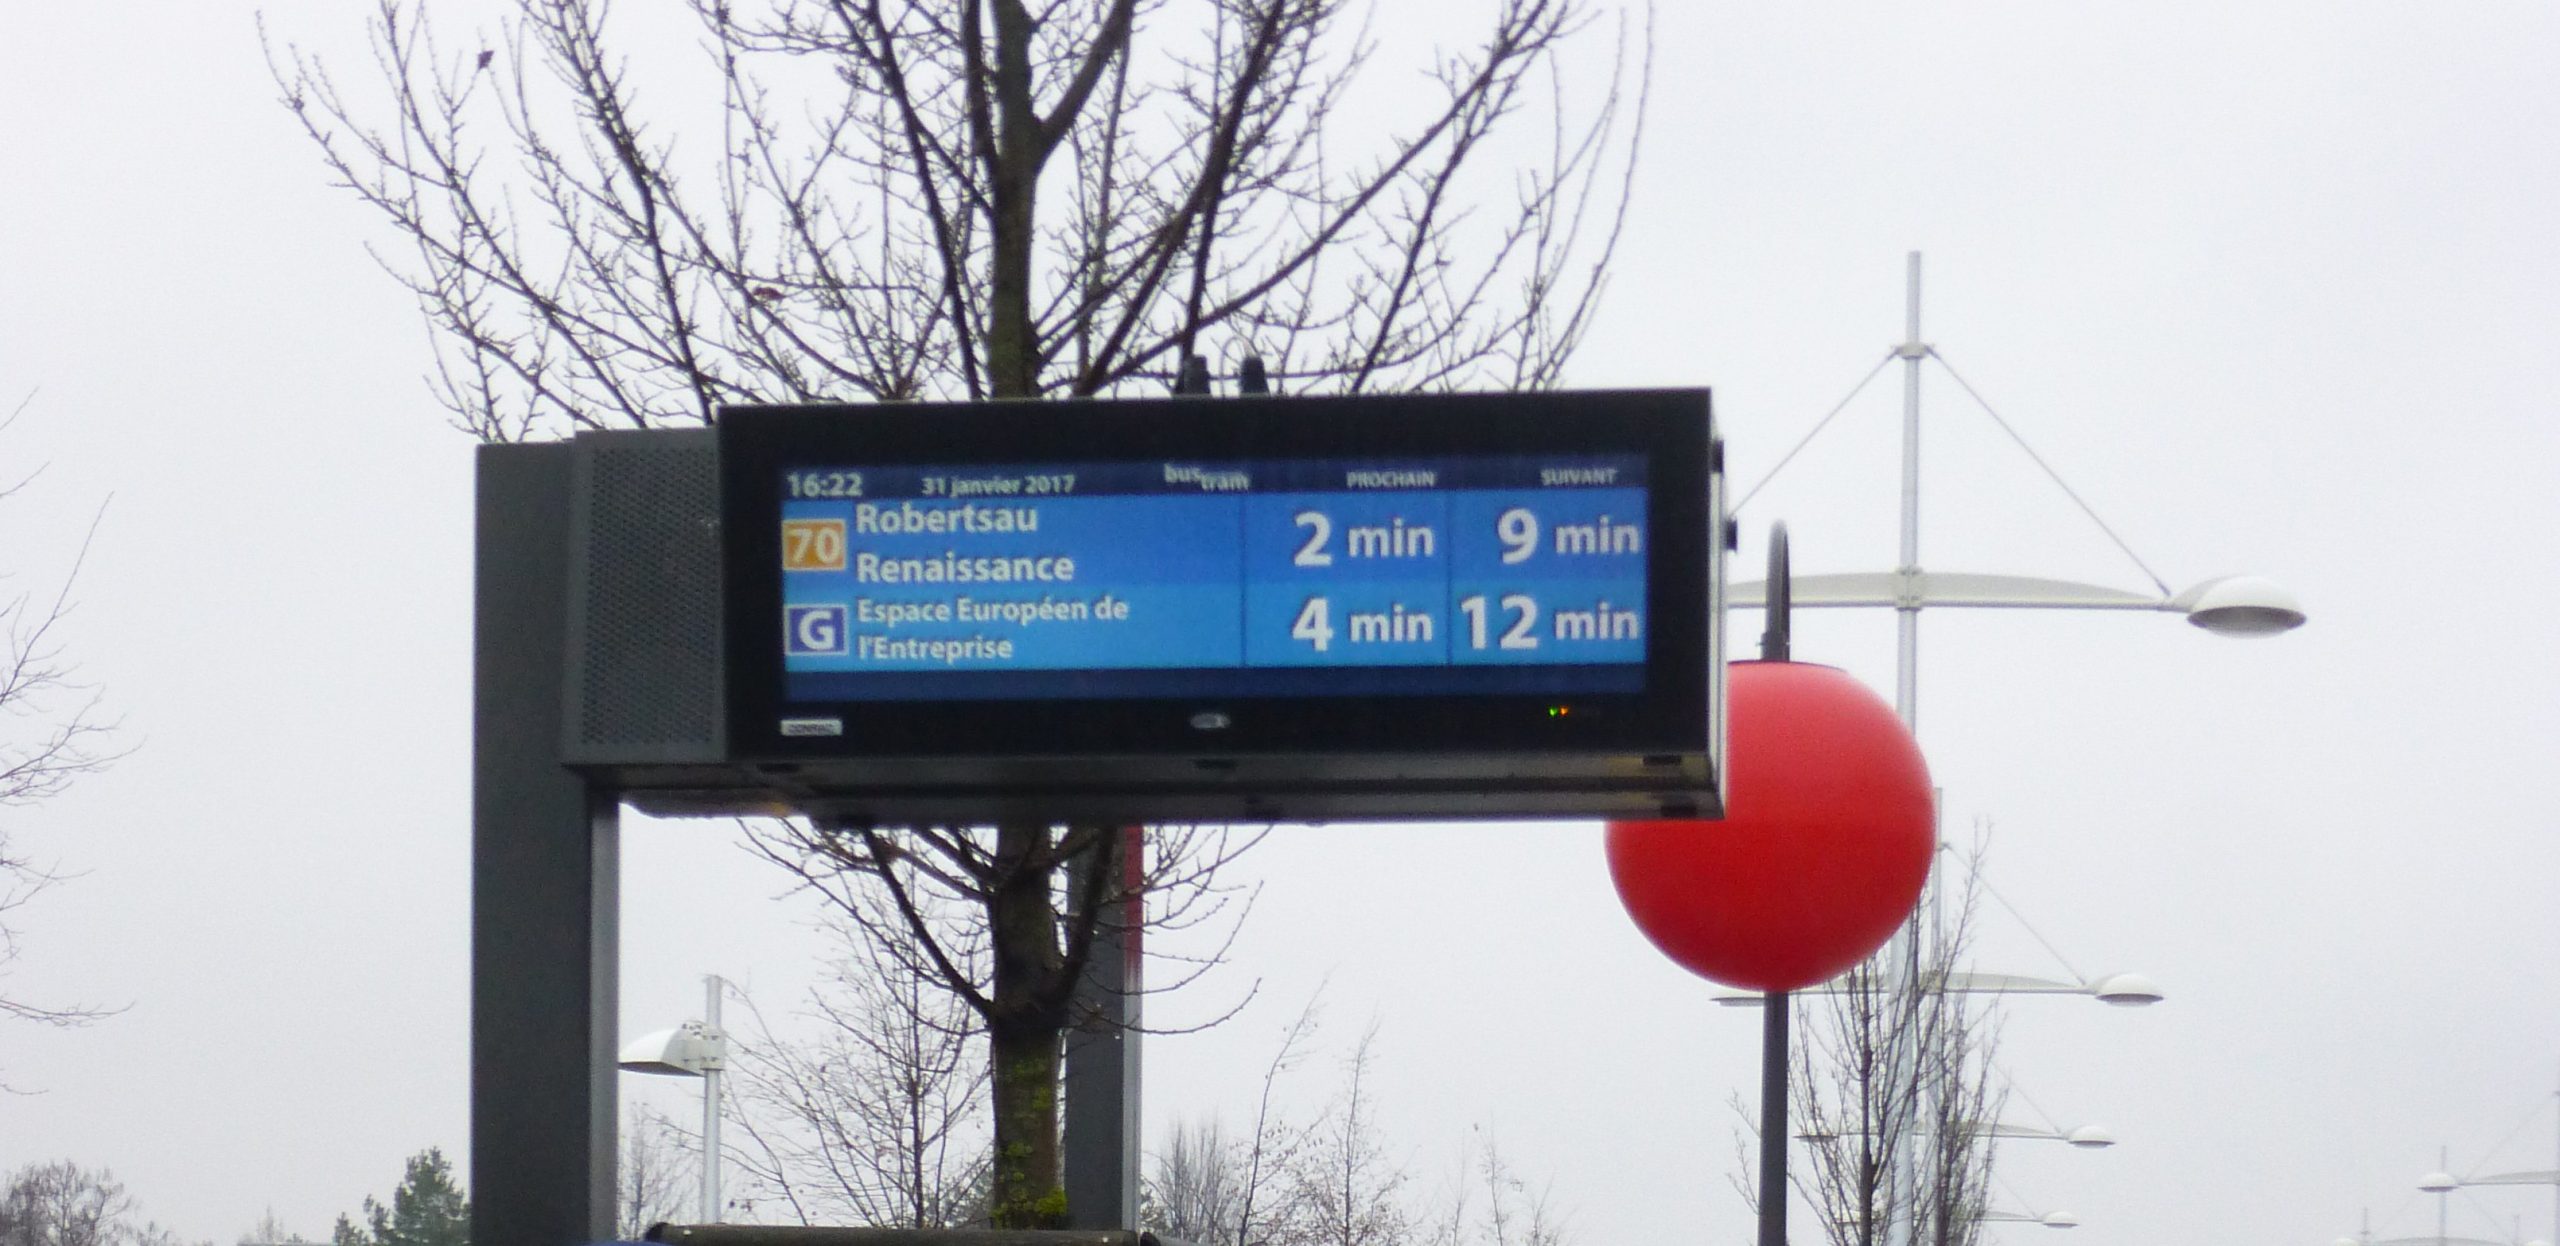 16:22 31 janvier 2017 bus tram PROCHAIN SUIVANT
70 Robertsau 2 min 9 min
Renaissance
G Espace Européen de 4 min 12 min
l'Entreprise